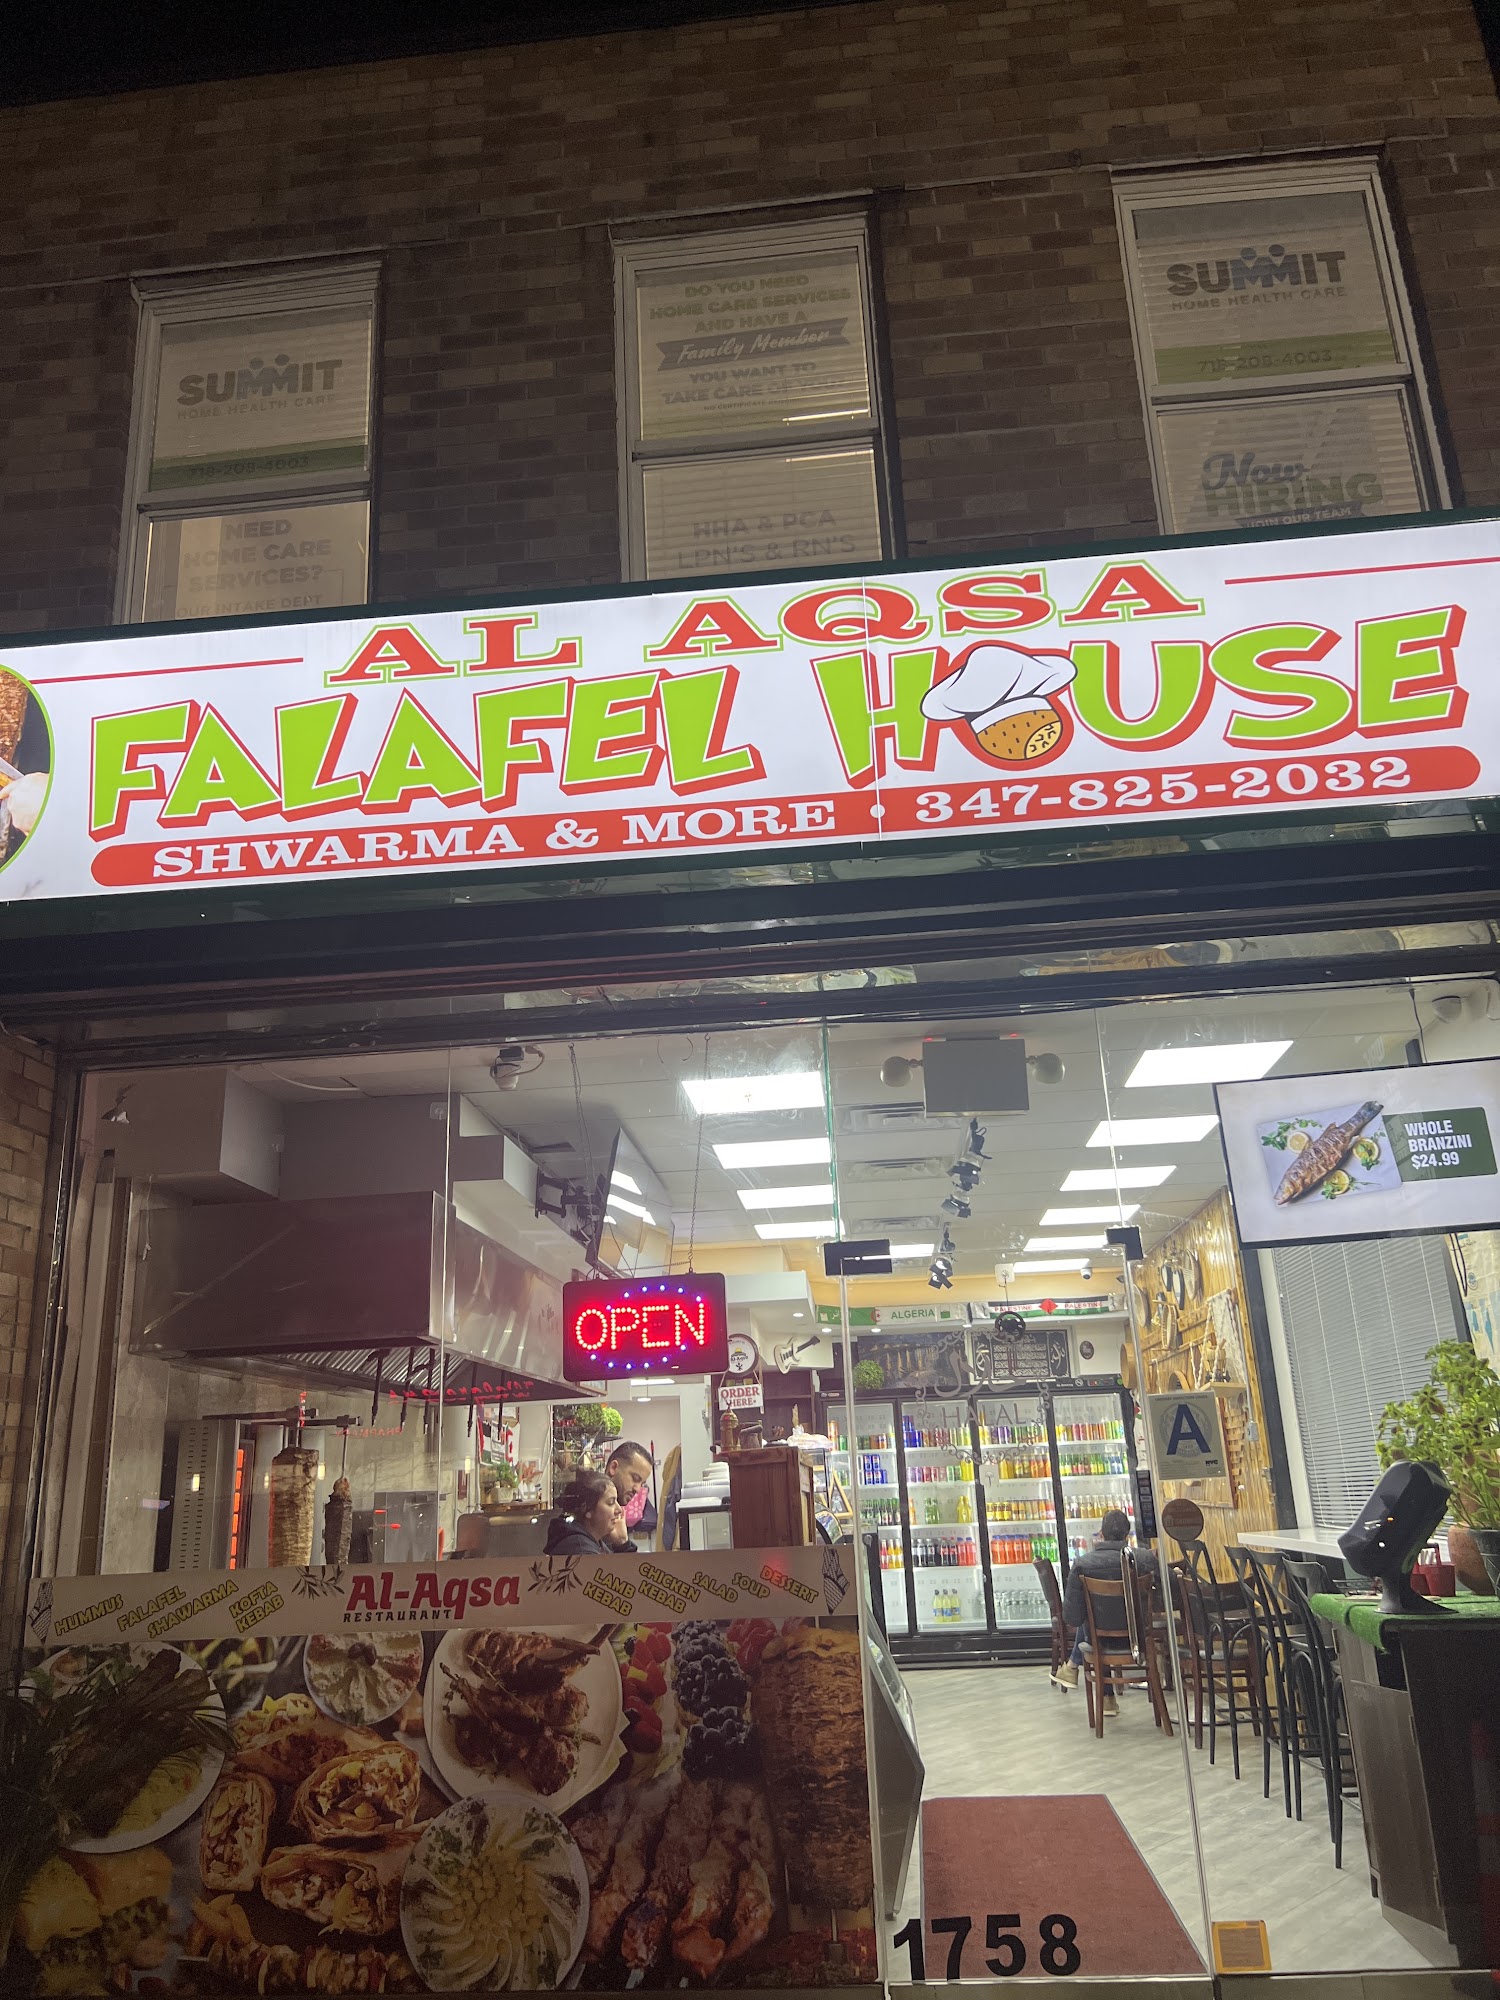 SUMMIT
HOME HEALTH CARE
718-208-4003
NEED
HOME CARE
SERVICES?
OUR INTAKE DEPT
DO YOU NEED
HOME CARE SERVICES
AND HAVE A
Family Member
YOU WANT TO
TAKE CARE OF YOU?
HHA & PCA
LPN'S & RN'S
SUMMIT
HOME HEALTH CARE
718-208-4003
Now
HIRING
JOIN OUR TEAM
AL AQSA
FALAFEL HOUSE
SHWARMA & MORE • 347-825-2032
WHOLE
BRANZINI
$24.99
OPEN
ALGERIA
PALESTINE PALESTINE
ORDER
HERE
HALAL
A
NYC
HUMMUS
FALAFEL
SHAWARMA
KOFTA
KEBAB
Al-Aqsa
RESTAURANT
LAMB
KEBAB
CHICKEN
KEBAB
SALAD
SOUP
DESSERT
1758